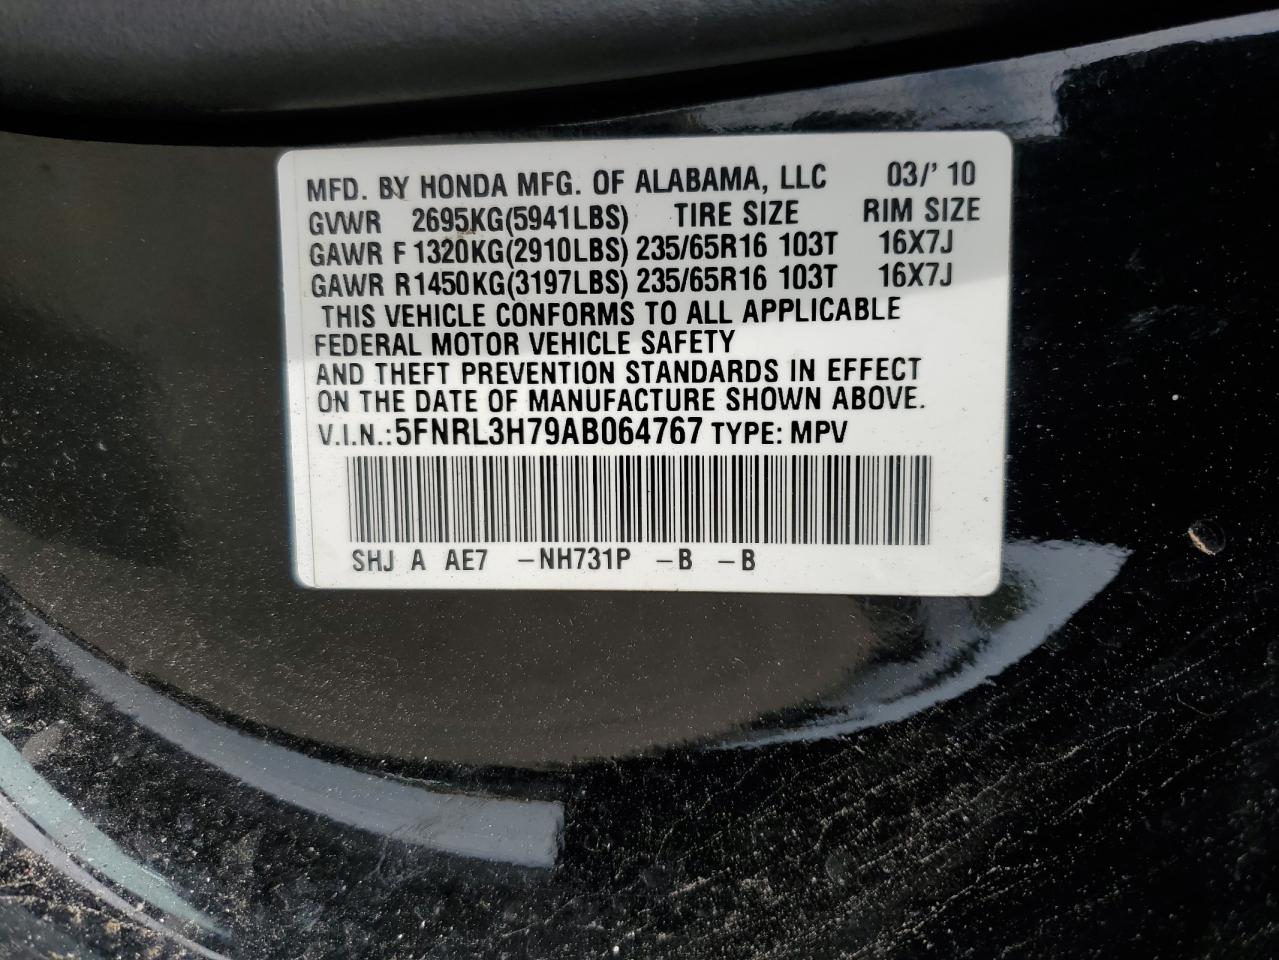 MFD. BY HONDA MFG. OF ALABAMA, LLC 03/' 10
GVWR 2695KG(5941LBS) TIRE SIZE RIM SIZE
GAWR F 1320KG(2910LBS) 235/65R16 103T 16X7J
GAWR R1450KG(3197LBS) 235/65R16 103T 16X7J
THIS VEHICLE CONFORMS TO ALL APPLICABLE
FEDERAL MOTOR VEHICLE SAFETY
AND THEFT PREVENTION STANDARDS IN EFFECT
ON THE DATE OF MANUFACTURE SHOWN ABOVE.
V.I.N.:5FNRL3H79AB064767 TYPE: MPV
SHJ A AE7 -NH731P -B -B